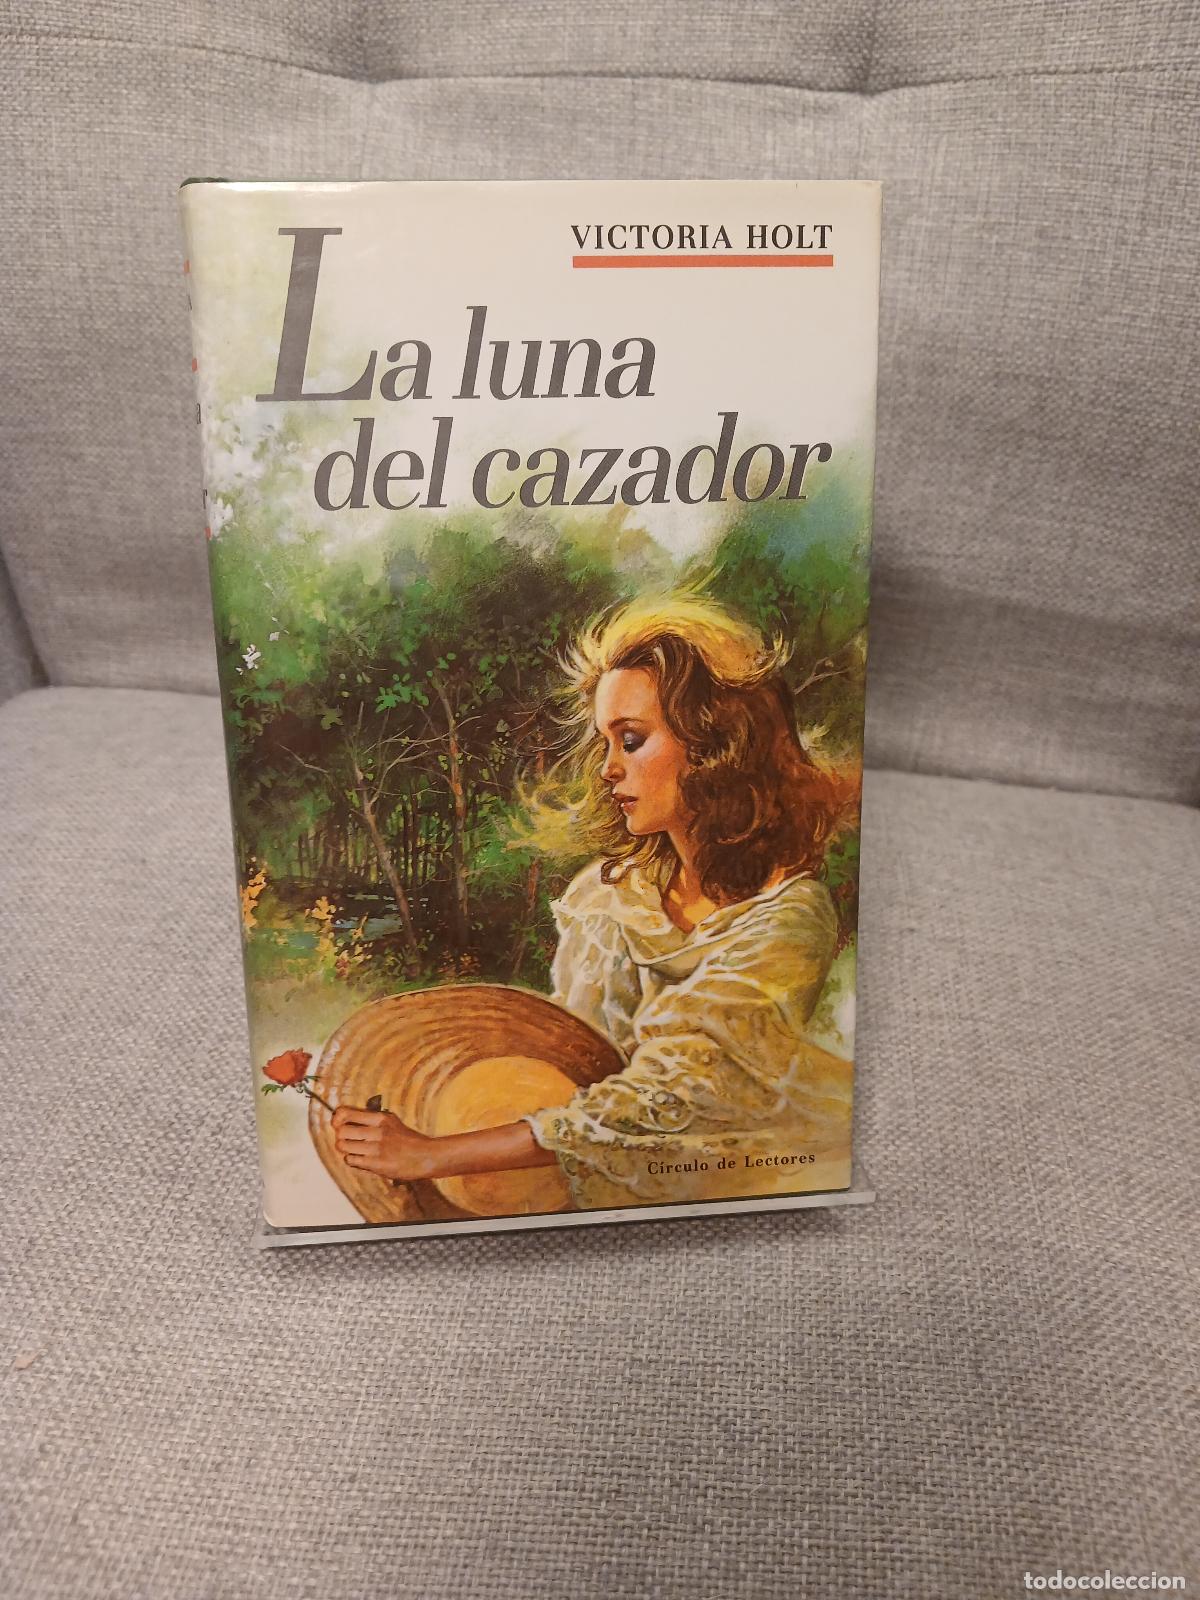 VICTORIA HOLT
La luna
del cazador
Círculo de Lectores
todocoleccion